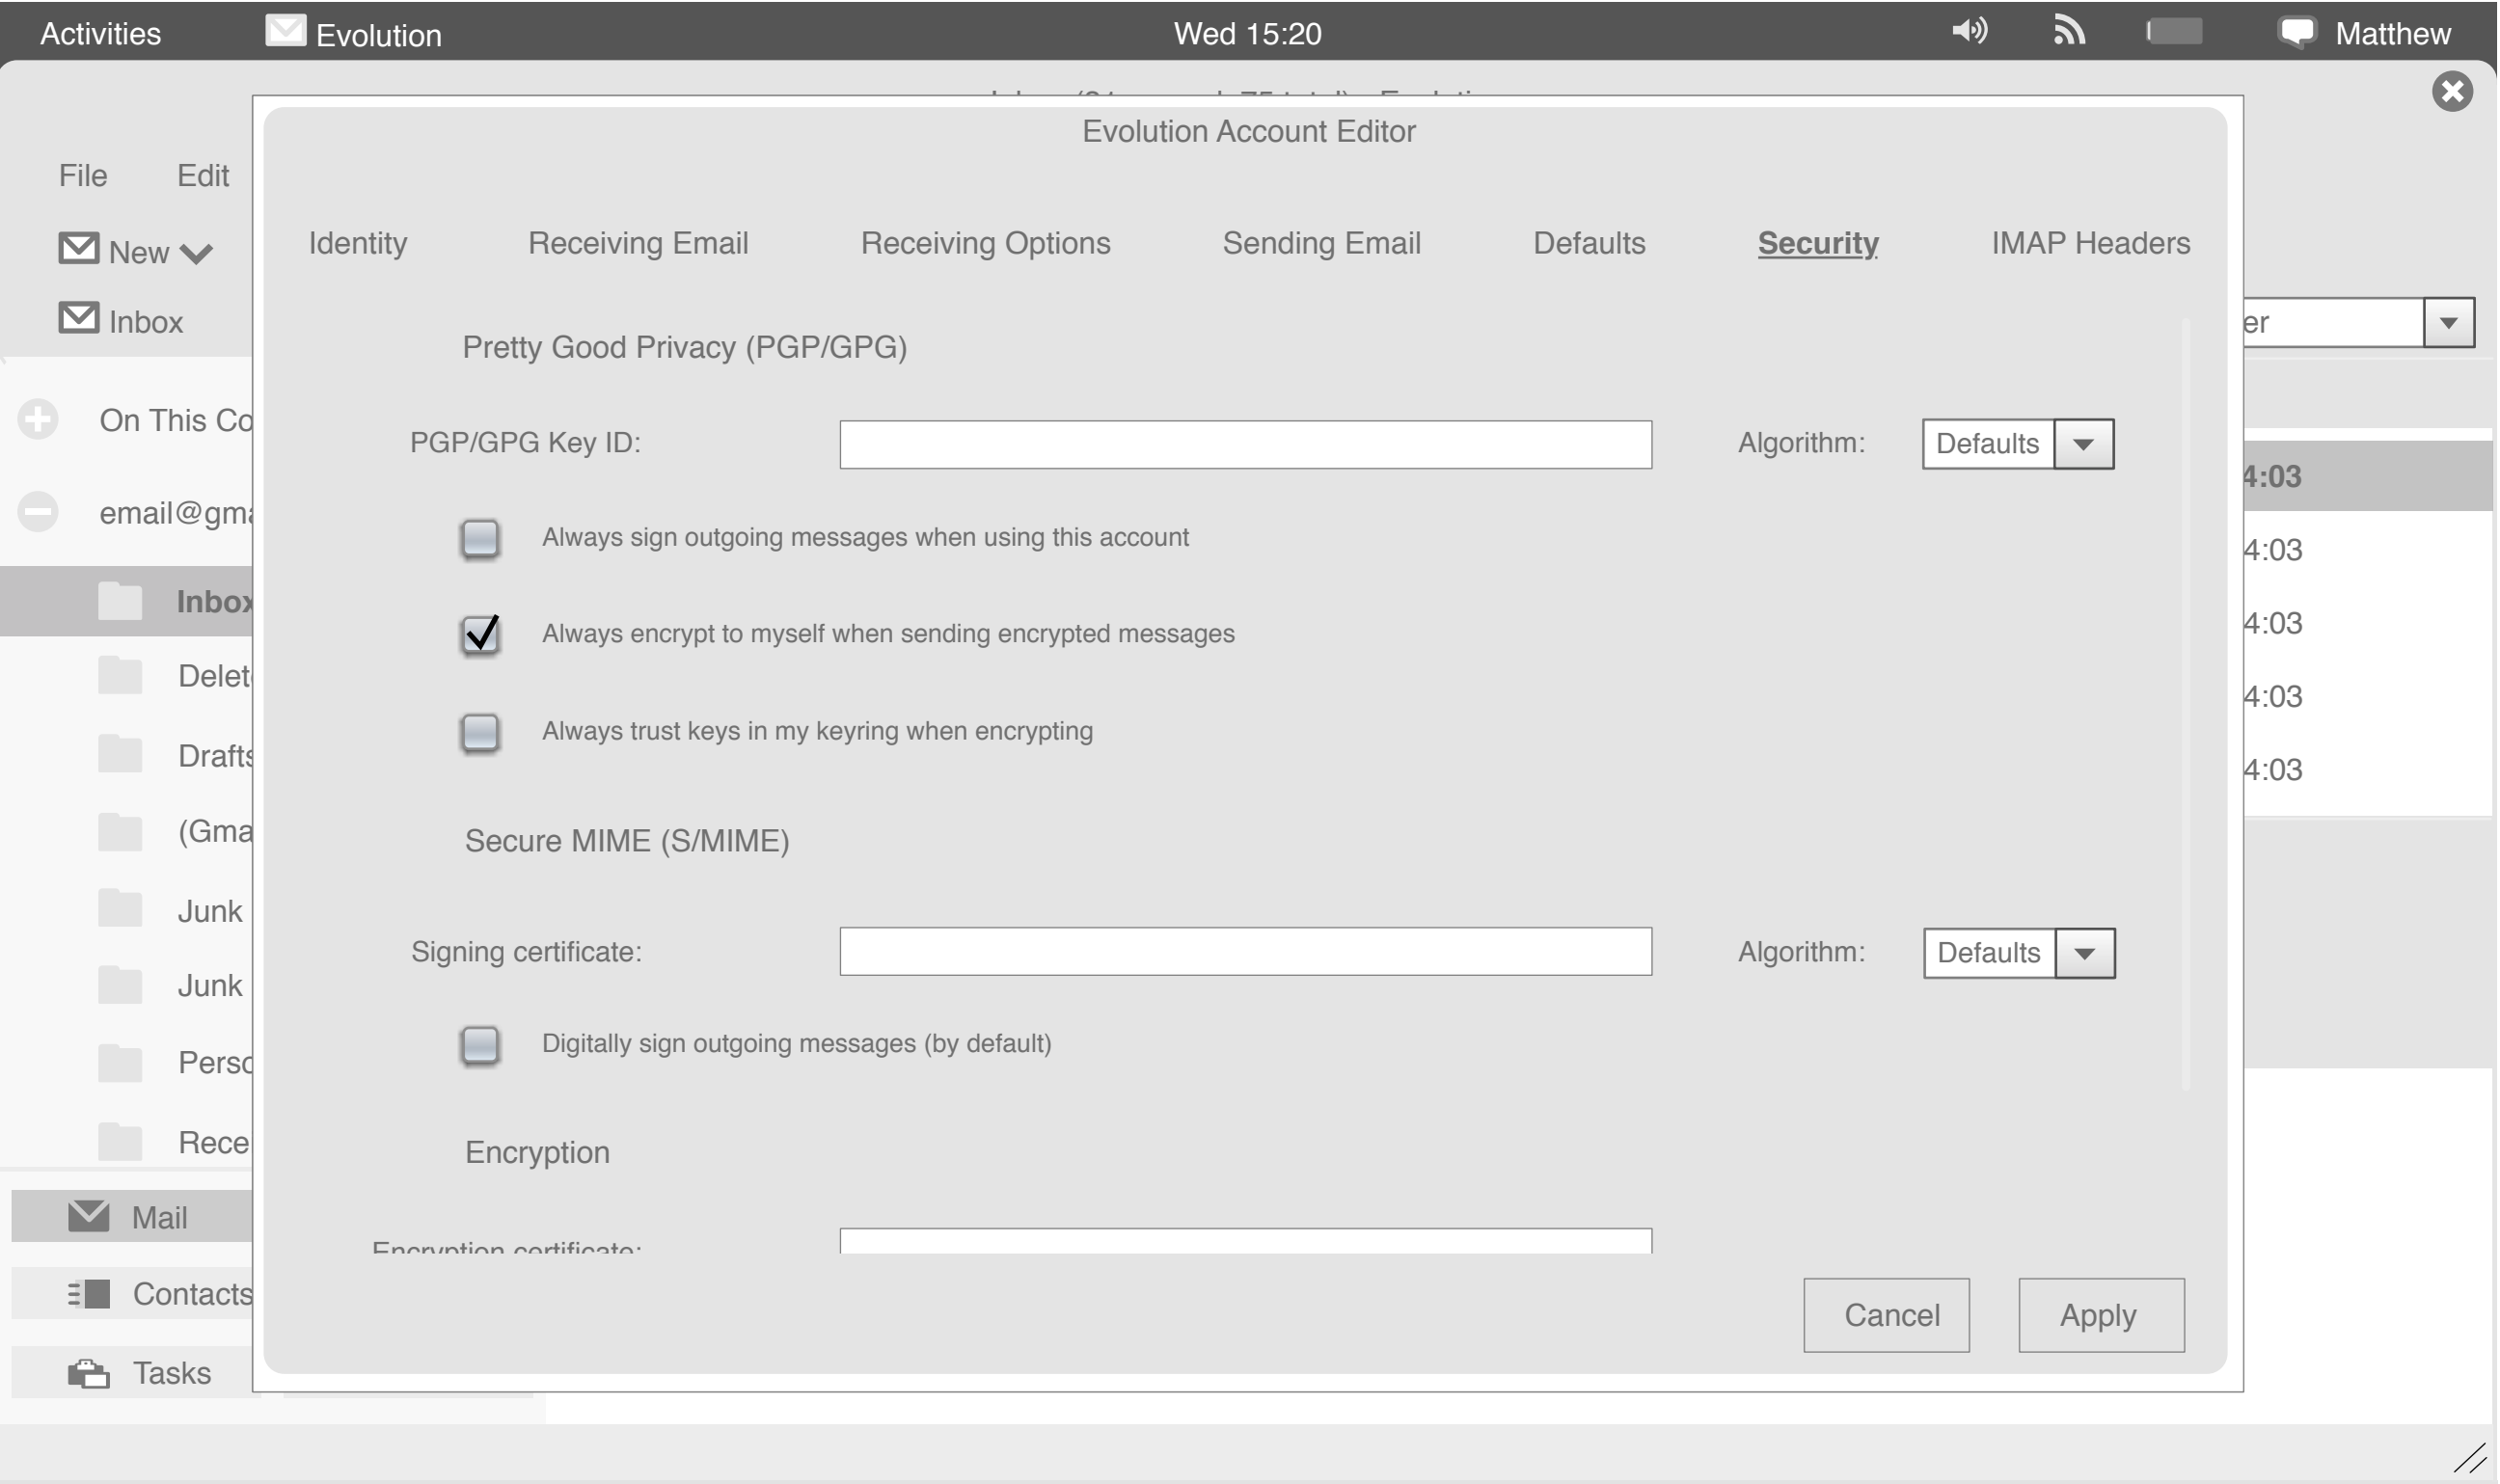 Activities
Evolution
Wed 15:20
Matthew
Evolution Account Editor
File
Edit
New
Inbox
Identity
Receiving Email
Receiving Options
Sending Email
Defaults
Security
IMAP Headers
er
Pretty Good Privacy (PGP/GPG)
On This Co
PGP/GPG Key ID:
Algorithm:
Defaults
4:03
email@gma
Always sign outgoing messages when using this account
4:03
Inbox
Always encrypt to myself when sending encrypted messages
4:03
Delet
4:03
Always trust keys in my keyring when encrypting
Drafts
4:03
(Gma
Secure MIME (S/MIME)
Junk
Signing certificate:
Algorithm:
Defaults
Junk
Digitally sign outgoing messages (by default)
Perso
Rece
Encryption
Mail
Encryption certificate:
Contacts
Cancel
Apply
Tasks